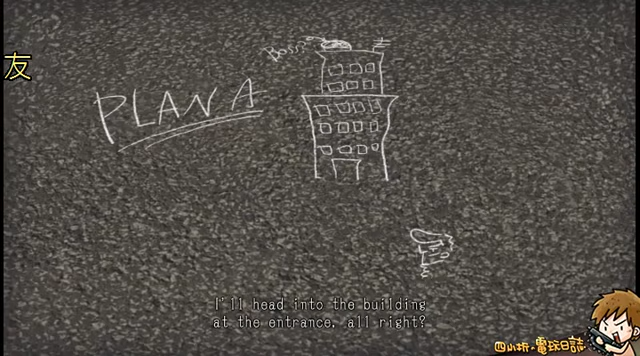 友
Boss?
PLAN A
I'll head into the building
at the entrance, all right?
四小折.電玩日誌